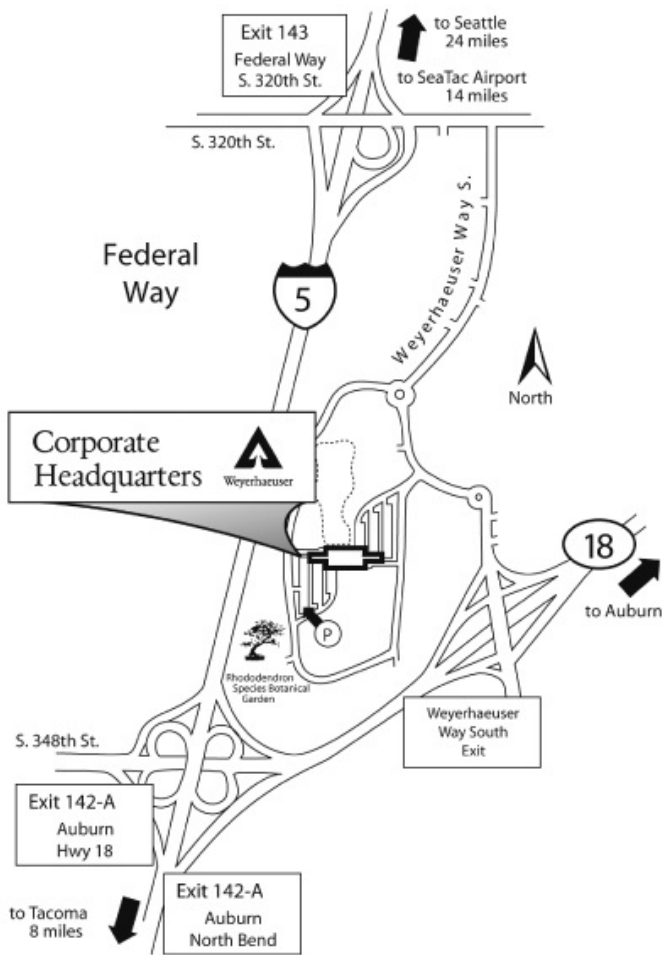 Exit 143
Federal Way
S. 320th St.
to Seattle
24 miles
to SeaTac Airport
14 miles
S. 320th St.
Weyerhaeuser Way S.
Federal
Way
5
North
Corporate
Headquarters
Weyerhaeuser
18
to Auburn
P
Rhododendron
Species Botanical
Garden
Weyerhaeuser
Way South
Exit
S. 348th St.
Exit 142-A
Auburn
Hwy 18
Exit 142-A
Auburn
North Bend
to Tacoma
8 miles